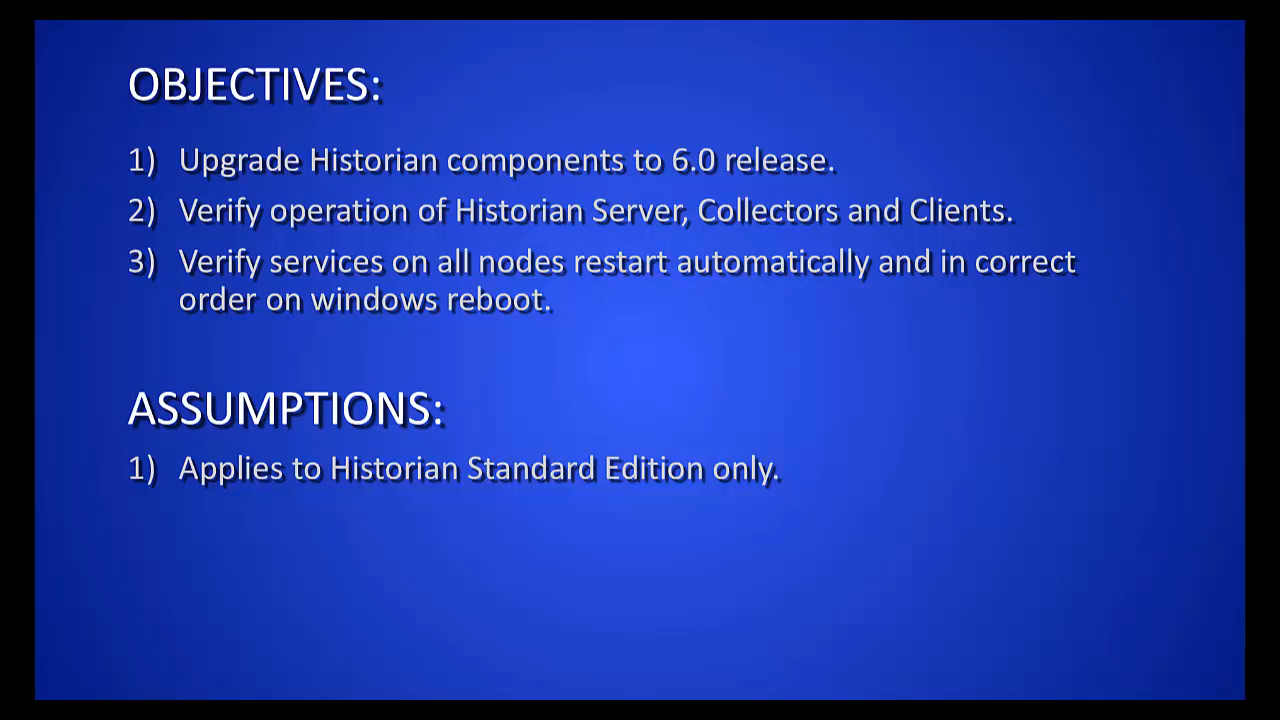 OBJECTIVES:
1) Upgrade Historian components to 6.0 release.
2) Verify operation of Historian Server, Collectors and Clients.
3) Verify services on all nodes restart automatically and in correct
order on windows reboot.
ASSUMPTIONS:
1) Applies to Historian Standard Edition only.